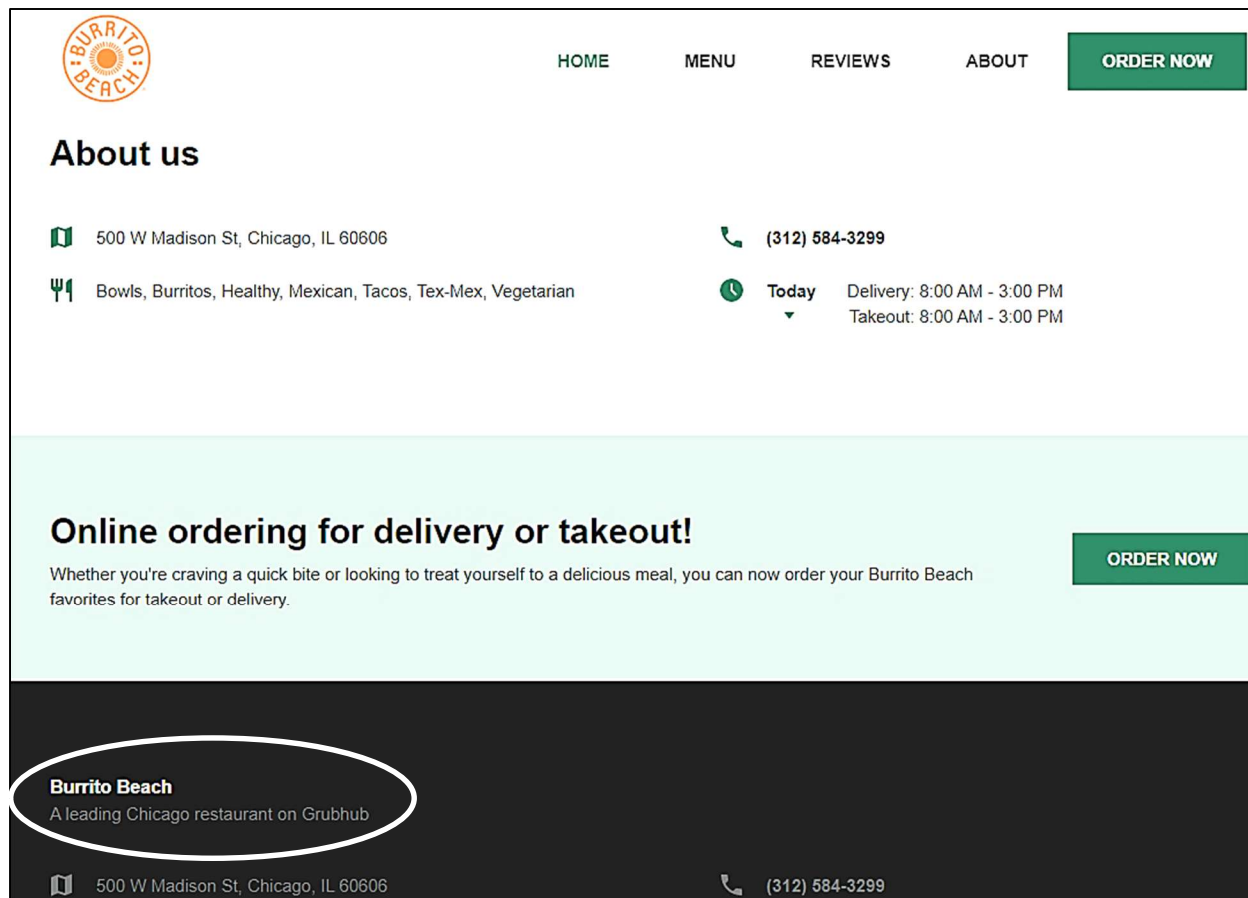 BURRITO BEACH
HOME MENU REVIEWS ABOUT ORDER NOW
About us
500 W Madison St, Chicago, IL 60606
(312) 584-3299
Bowls, Burritos, Healthy, Mexican, Tacos, Tex-Mex, Vegetarian
Today Delivery: 8:00 AM - 3:00 PM
Takeout: 8:00 AM - 3:00 PM
Online ordering for delivery or takeout!
Whether you're craving a quick bite or looking to treat yourself to a delicious meal, you can now order your Burrito Beach
favorites for takeout or delivery.
ORDER NOW
Burrito Beach
A leading Chicago restaurant on Grubhub
500 W Madison St, Chicago, IL 60606
(312) 584-3299